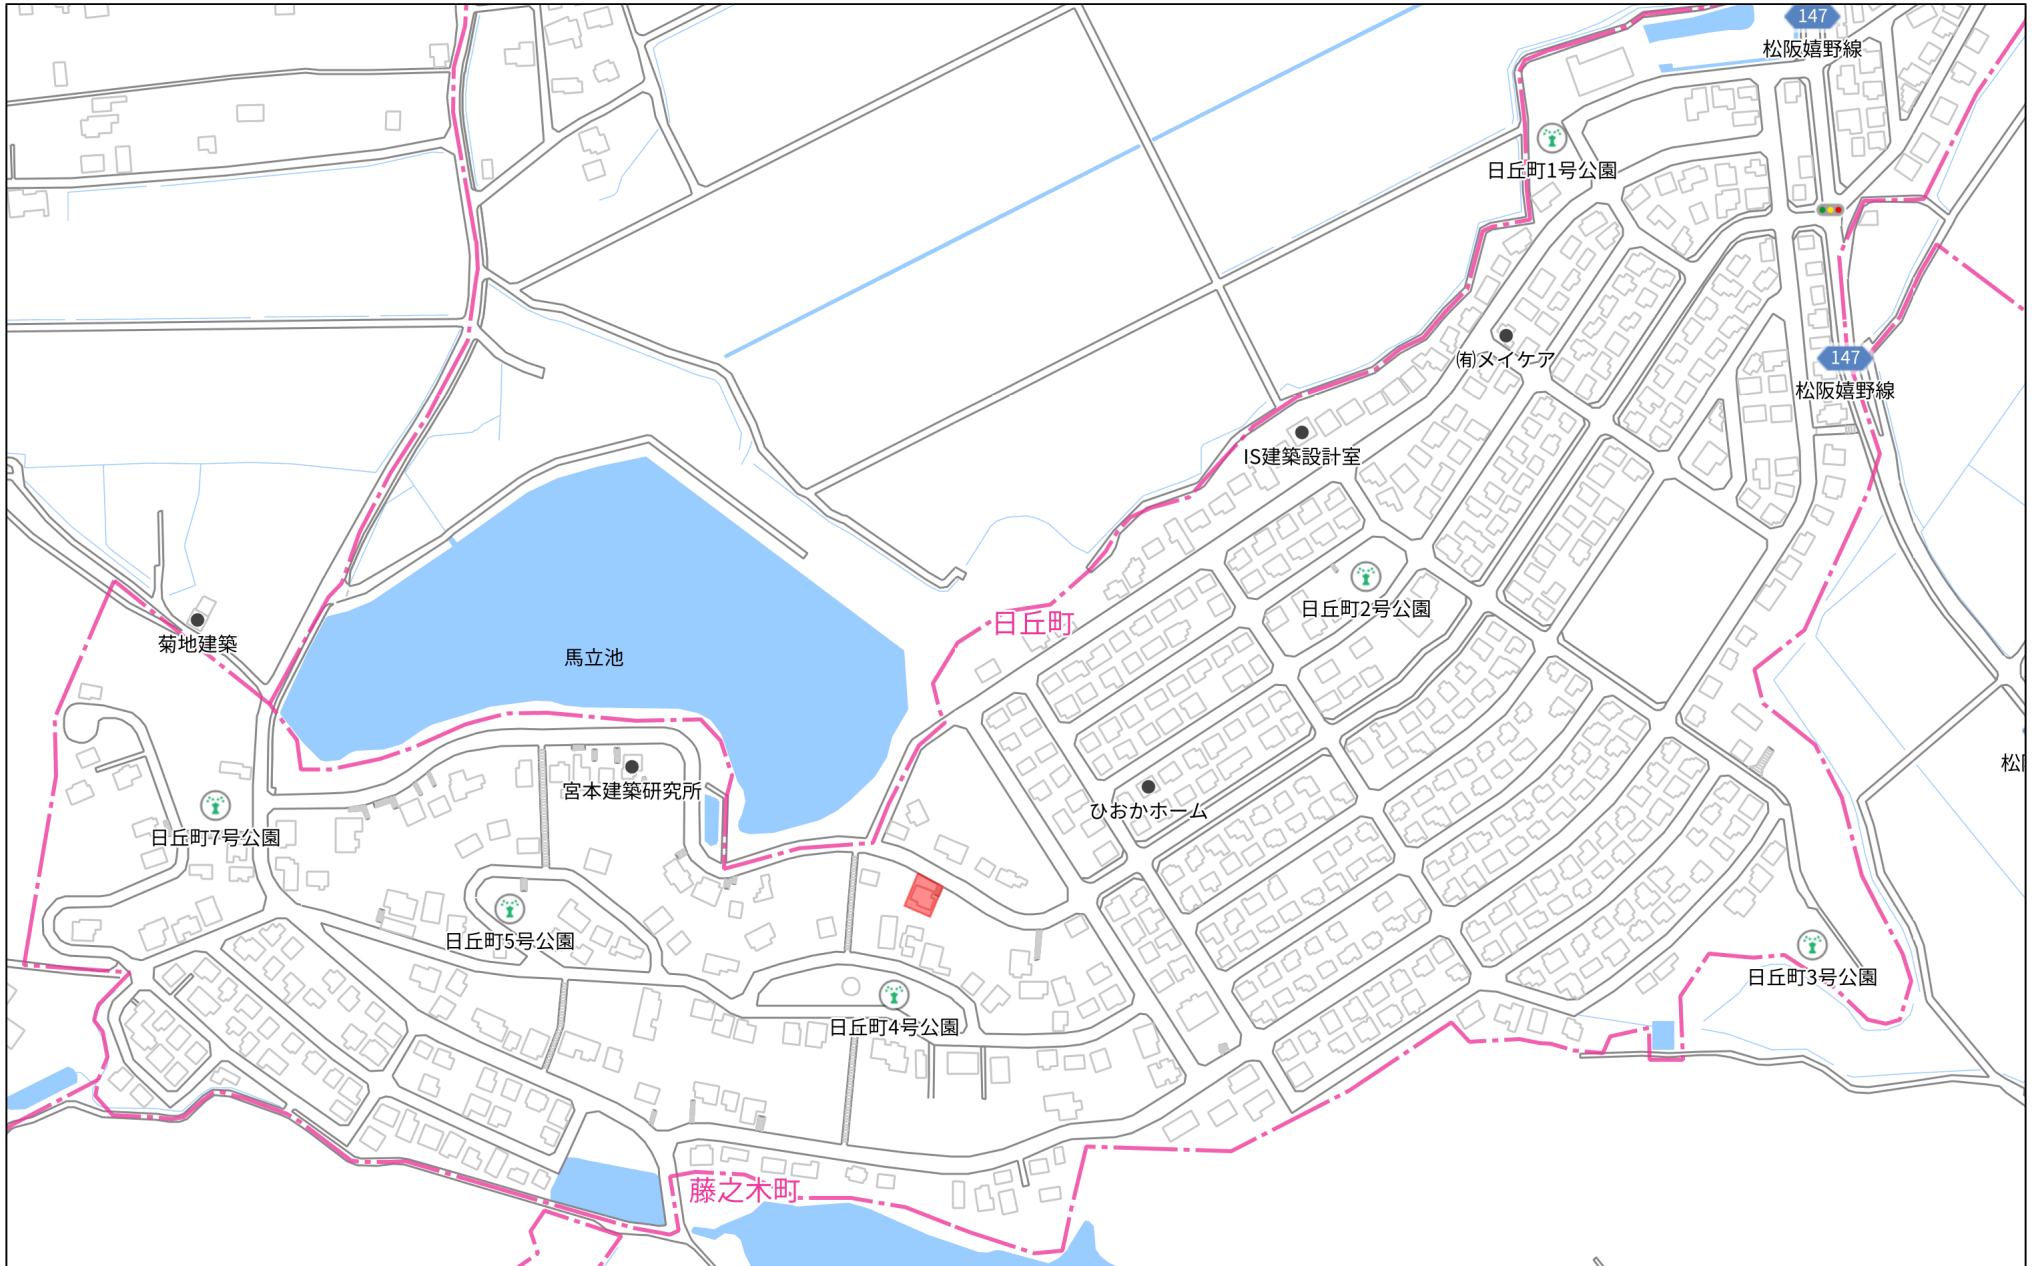 147
松阪嬉野線
日丘町1号公園
㈲メイケア
147
松阪嬉野線
IS建築設計室
日丘町2号公園
日丘町
菊地建築
馬立池
宮本建築研究所
ひおかホーム
日丘町7号公園
日丘町5号公園
日丘町3号公園
日丘町4号公園
藤之木町